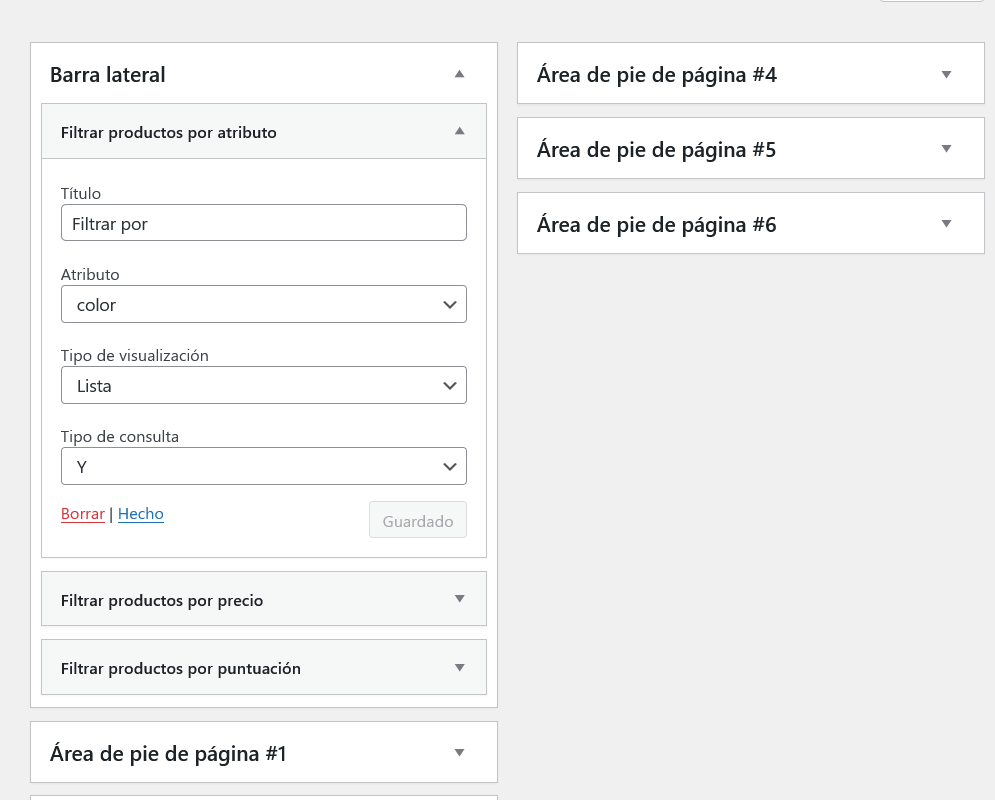 Barra lateral
Filtrar productos por atributo
Título
Filtrar por
Atributo
color
Tipo de visualización
Lista
Tipo de consulta
Y
Borrar | Hecho
Guardado
Filtrar productos por precio
Filtrar productos por puntuación
Área de pie de página #1
Área de pie de página #4
Área de pie de página #5
Área de pie de página #6